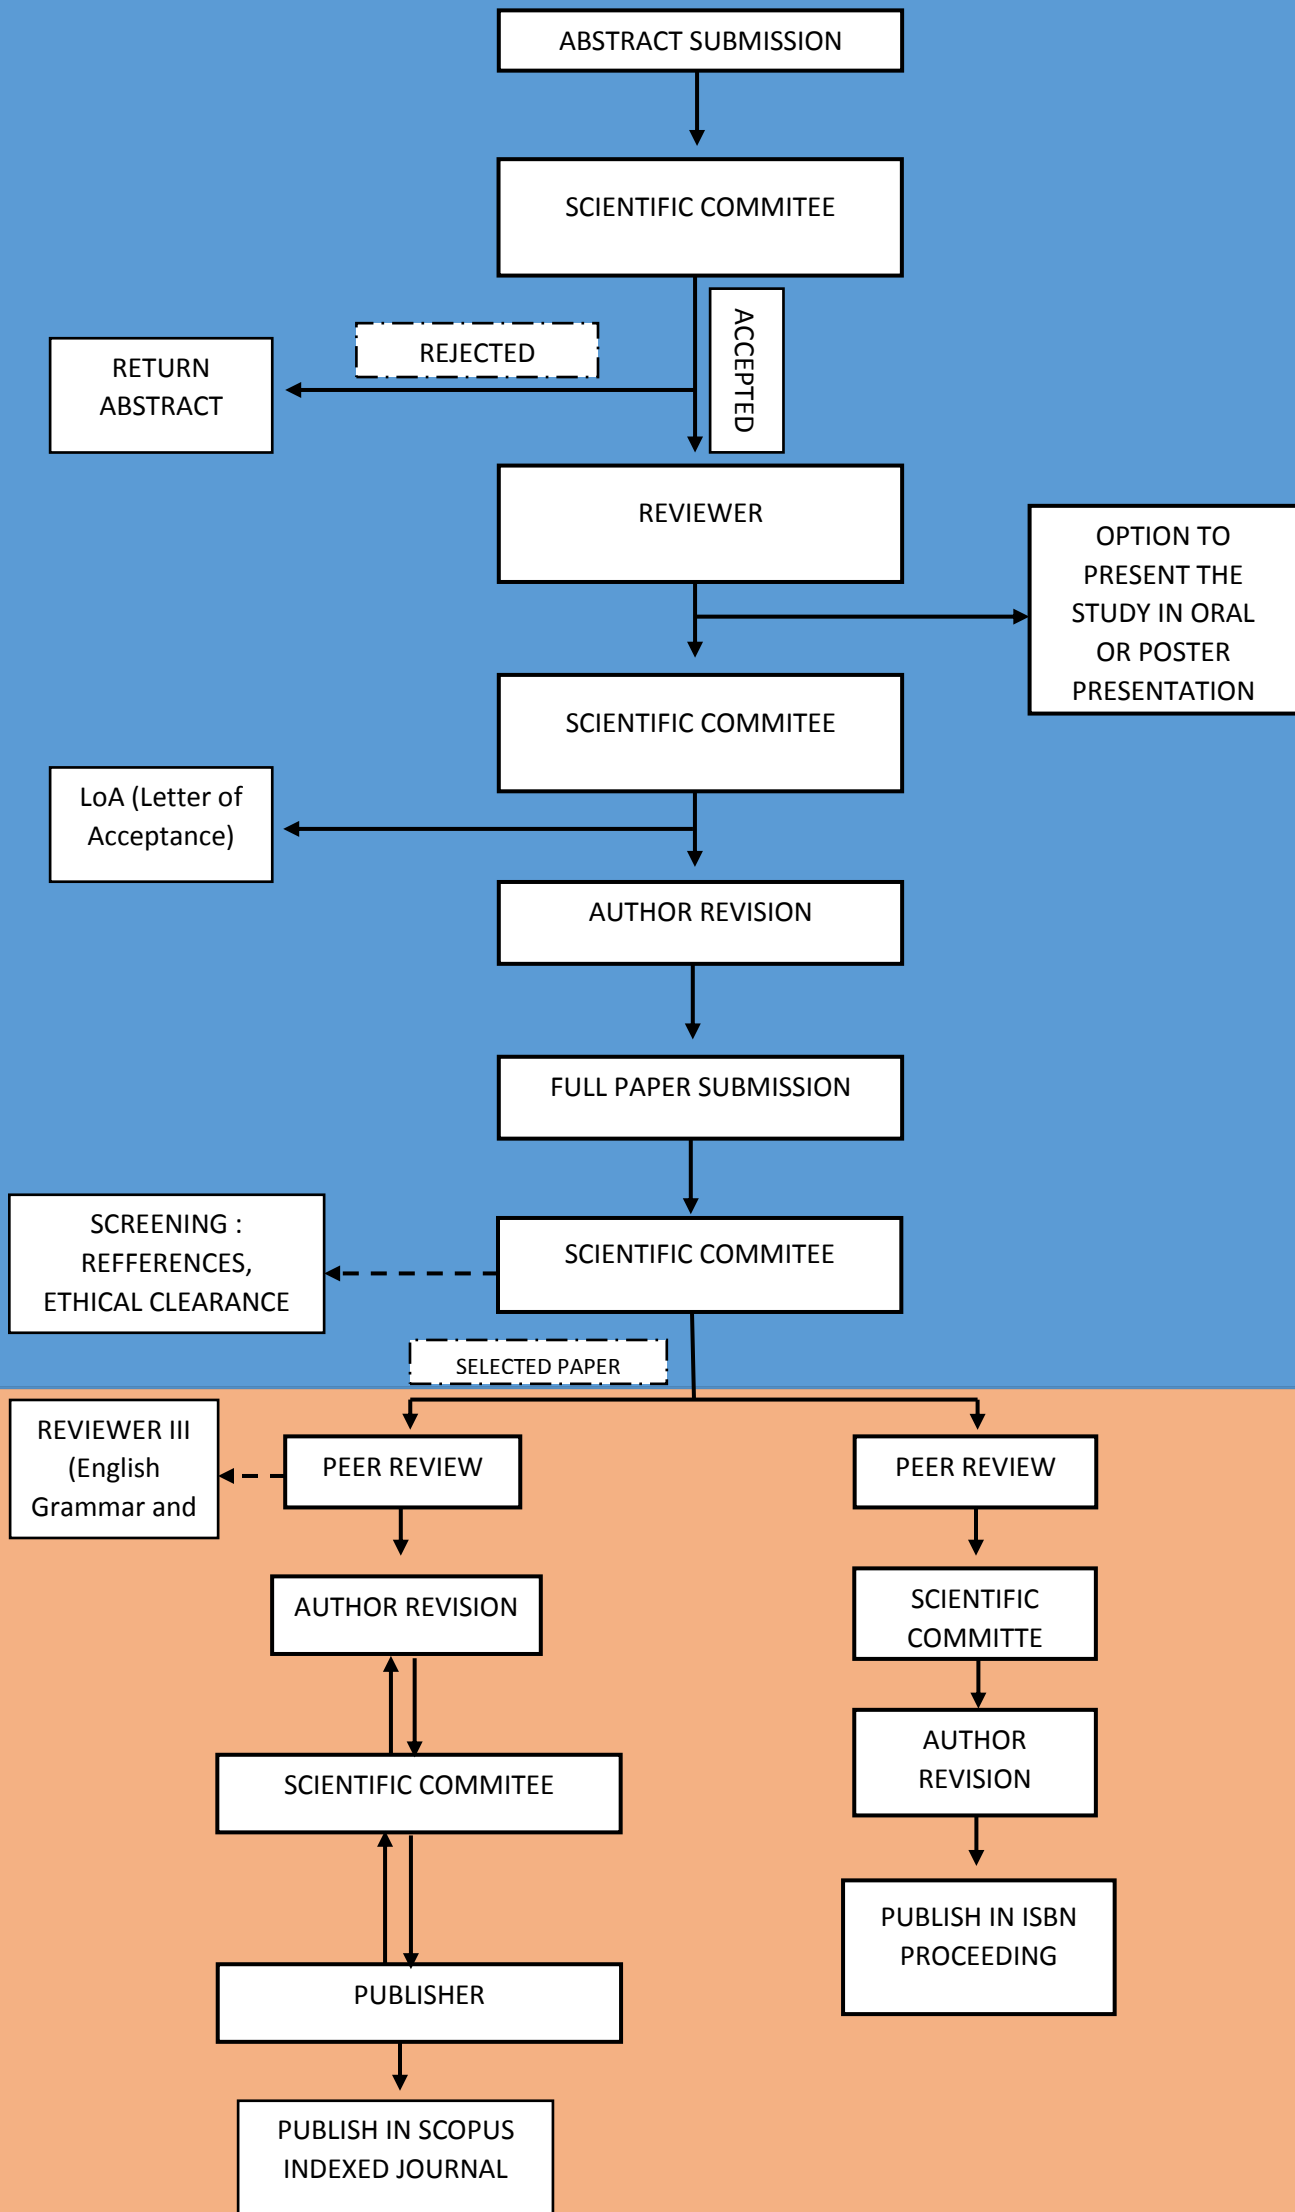 ABSTRACT SUBMISSION
SCIENTIFIC COMMITEE
ACCEPTED
REJECTED
RETURN
ABSTRACT
REVIEWER
OPTION TO
PRESENT THE
STUDY IN ORAL
OR POSTER
PRESENTATION
SCIENTIFIC COMMITEE
LoA (Letter of
Acceptance)
AUTHOR REVISION
FULL PAPER SUBMISSION
SCIENTIFIC COMMITEE
SCREENING :
REFFERENCES,
ETHICAL CLEARANCE
SELECTED PAPER
REVIEWER III
(English
Grammar and
PEER REVIEW
PEER REVIEW
AUTHOR REVISION
SCIENTIFIC
COMMITTE
SCIENTIFIC COMMITEE
AUTHOR
REVISION
PUBLISHER
PUBLISH IN ISBN
PROCEEDING
PUBLISH IN SCOPUS
INDEXED JOURNAL